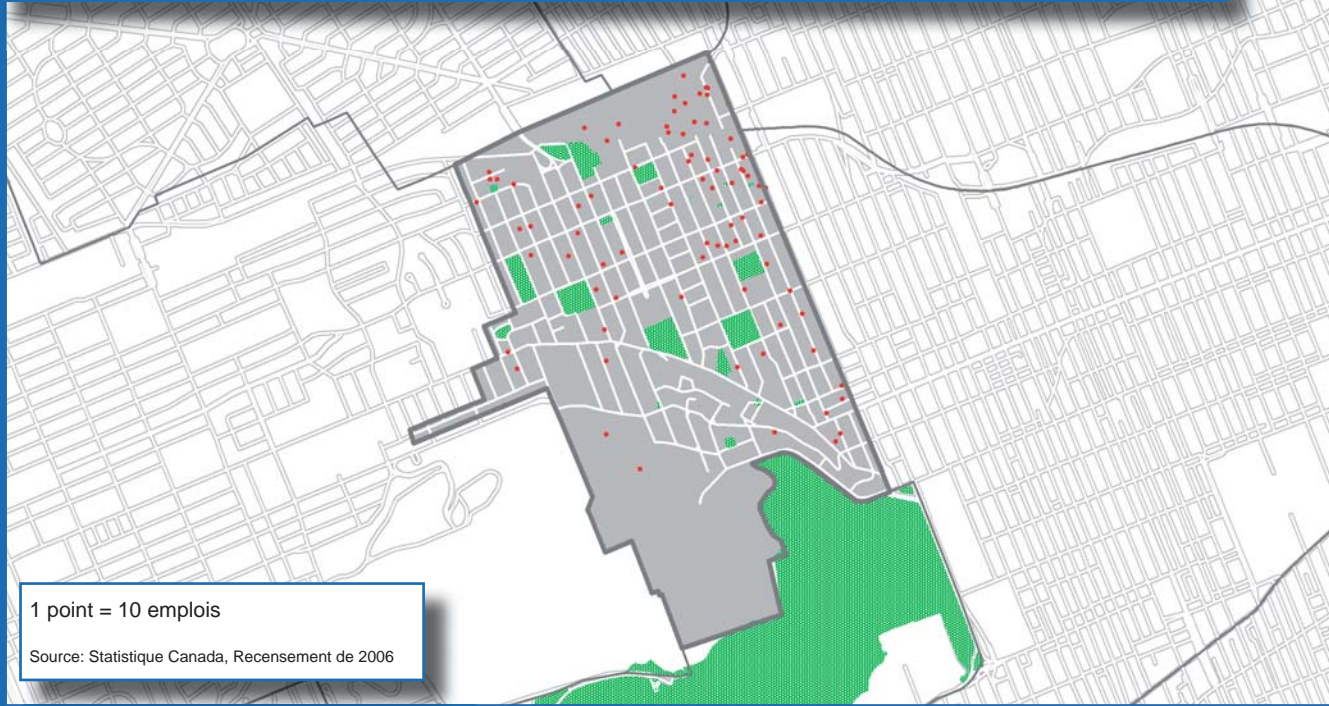 1 point = 10 emplois
Source: Statistique Canada, Recensement de 2006